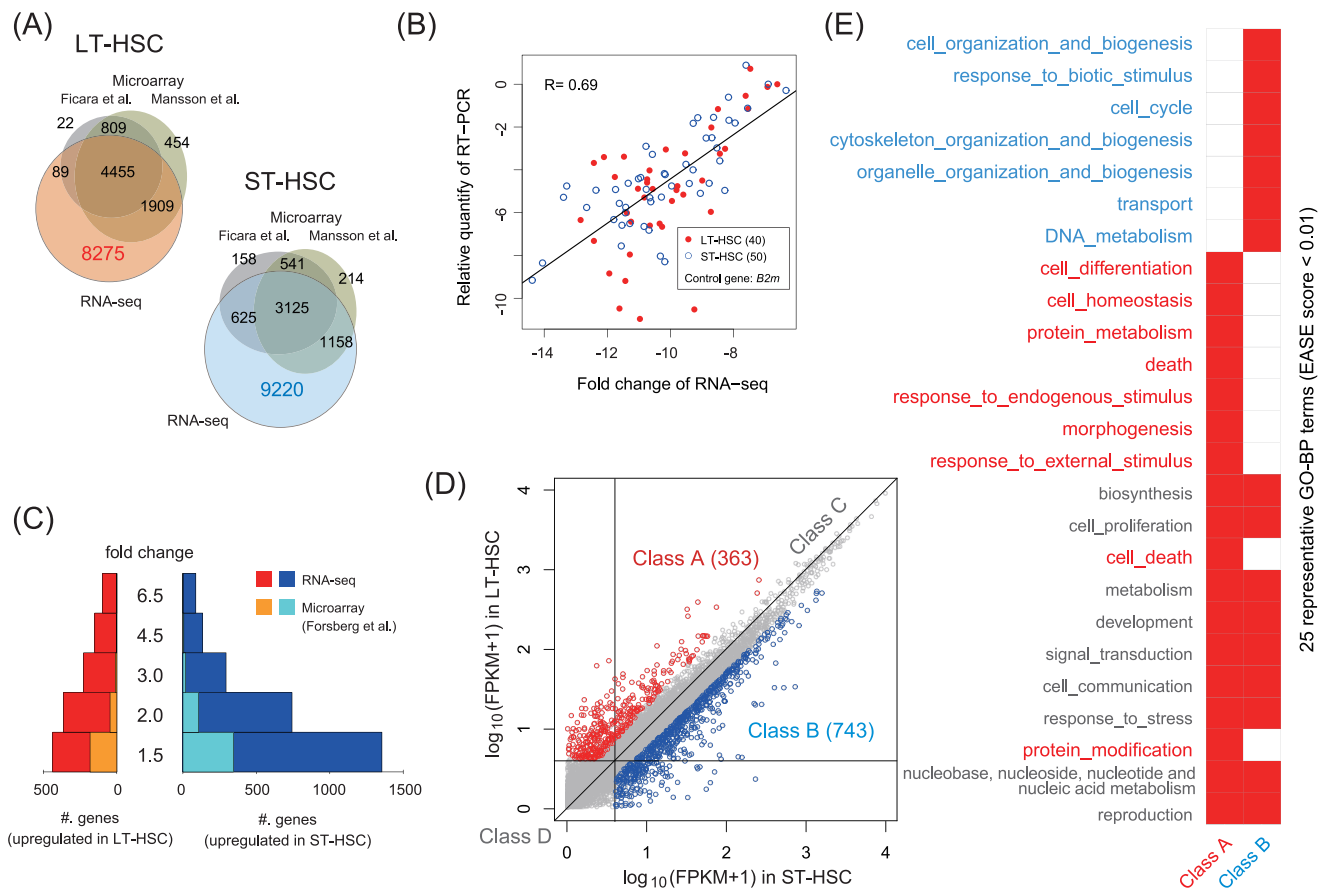 (A)
LT-HSC
Microarray
Ficara et al.
Mansson et al.
22
809
454
89
4455
1909
8275
RNA-seq
ST-HSC
Microarray
Ficara et al.
Mansson et al.
158
541
214
625
3125
1158
9220
RNA-seq
(B)
R= 0.69
Relative quantify of RT−PCR
0
-2
-4
-6
-8
-10
LT-HSC (40)
ST-HSC (50)
Control gene: B2m
-14
-12
-10
-8
Fold change of RNA−seq
(C)
fold change
6.5
4.5
3.0
2.0
1.5
RNA-seq
Microarray
(Forsberg et al.)
500
0
0
500
1000
1500
#. genes
(upregulated in LT-HSC)
#. genes
(upregulated in ST-HSC)
(D)
log10(FPKM+1) in LT-HSC
4
3
2
1
0
Class A (363)
Class C
Class B (743)
Class D
0
1
2
3
4
log10(FPKM+1) in ST-HSC
(E)
cell_organization_and_biogenesis
response_to_biotic_stimulus
cell_cycle
cytoskeleton_organization_and_biogenesis
organelle_organization_and_biogenesis
transport
DNA_metabolism
cell_differentiation
cell_homeostasis
protein_metabolism
death
response_to_endogenous_stimulus
morphogenesis
response_to_external_stimulus
biosynthesis
cell_proliferation
cell_death
metabolism
development
signal_transduction
cell_communication
response_to_stress
protein_modification
nucleobase, nucleoside, nucleotide and
nucleic acid metabolism
reproduction
Class A
Class B
25 representative GO-BP terms (EASE score < 0.01)